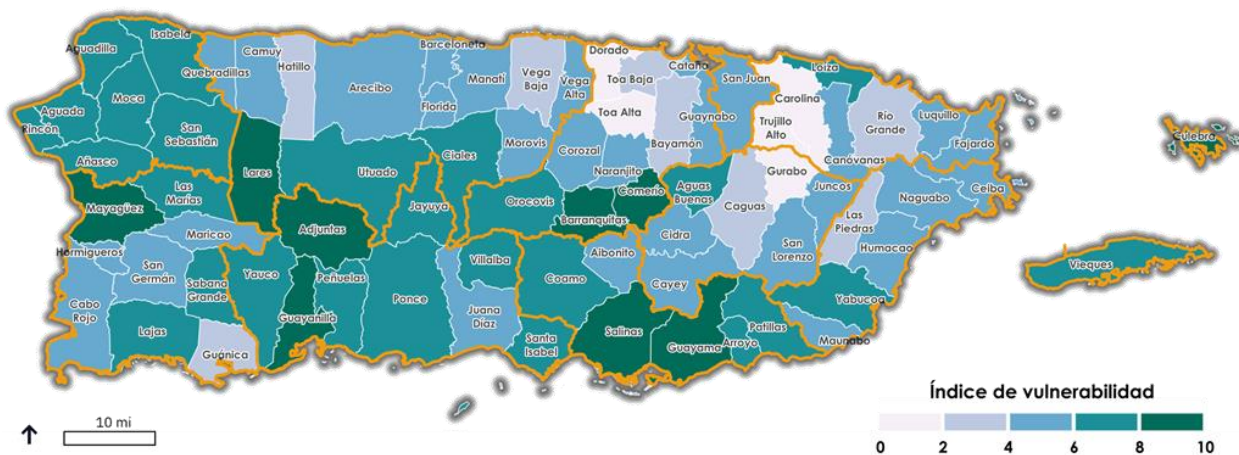 Isabela
Aguadilla
Quebradillas
Camuy
Hatillo
Arecibo
Barceloneta
Manatí
Florida
Vega
Baja
Vega
Alta
Dorado
Toa Baja
Cataño
San Juan
Loíza
Toa Alta
Bayamón
Guaynabo
Carolina
Trujillo
Alto
Río
Grande
Luquillo
Fajardo
Canóvanas
Culebra
Moca
Aguada
Rincón
San
Sebastián
Añasco
Lares
Utuado
Ciales
Morovis
Corozal
Naranjito
Comerío
Barranquitas
Orocovis
Jayuya
Adjuntas
Las
Marías
Mayagüez
Maricao
Hormigueros
San
Germán
Sabana
Grande
Cabo
Rojo
Lajas
Guánica
Yauco
Guayanilla
Peñuelas
Ponce
Villalba
Juana
Díaz
Coamo
Santa
Isabel
Aibonito
Aguas
Buenas
Cidra
Caguas
Gurabo
Juncos
San
Lorenzo
Las
Piedras
Naguabo
Ceiba
Humacao
Cayey
Salinas
Guayama
Arroyo
Patillas
Yabucoa
Maunabo
Vieques
10 mi
Índice de vulnerabilidad
0 2 4 6 8 10